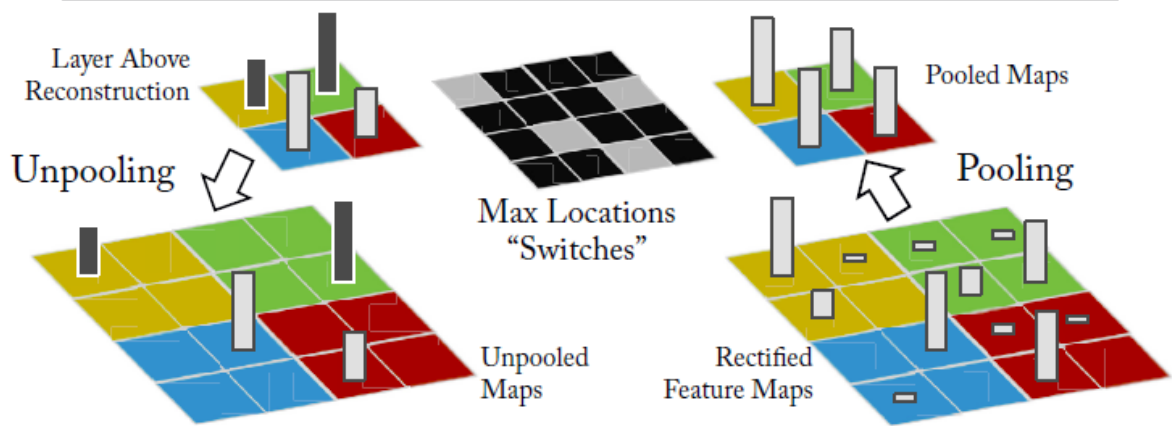 Layer Above
Reconstruction
Pooled Maps
Unpooling
Pooling
Max Locations
“Switches”
Unpooled
Maps
Rectified
Feature Maps